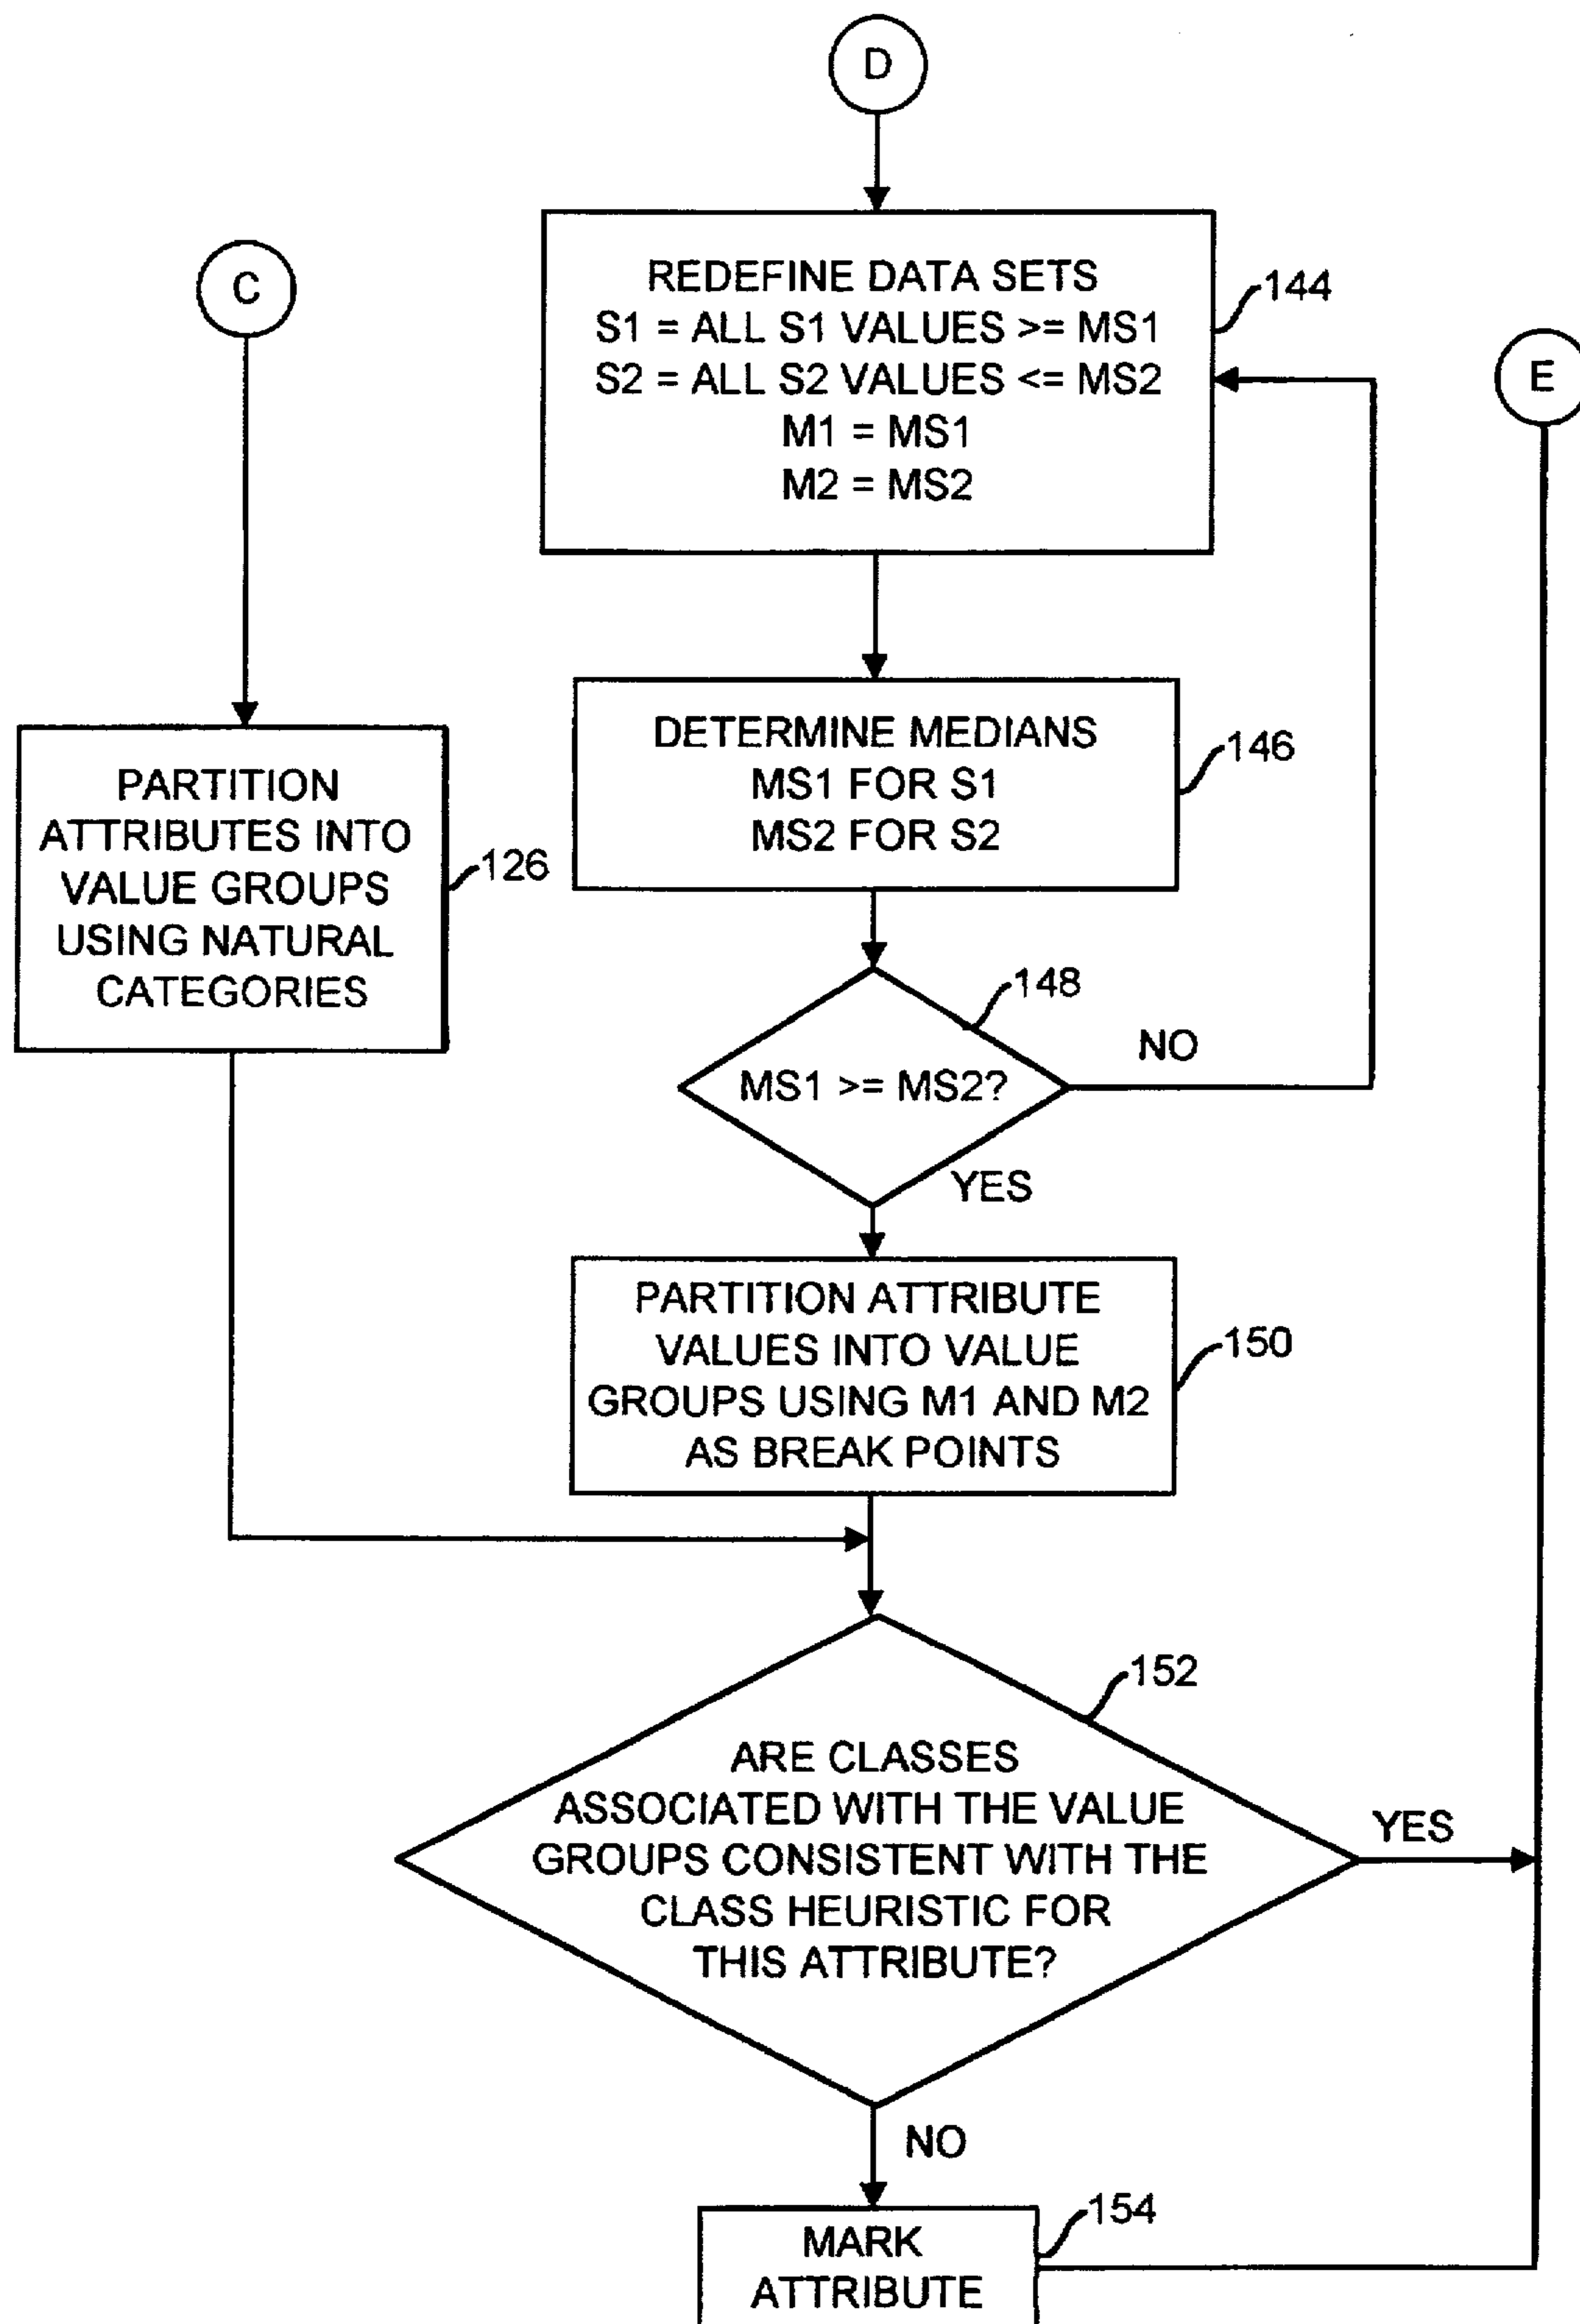 D
REDEFINE DATA SETS
S1 = ALL S1 VALUES >= MS1
S2 = ALL S2 VALUES <= MS2
M1 = MS1
M2 = MS2
144
C
E
DETERMINE MEDIANS
MS1 FOR S1
MS2 FOR S2
146
PARTITION
ATTRIBUTES INTO
VALUE GROUPS
USING NATURAL
CATEGORIES
126
148
MS1 >= MS2?
NO
YES
PARTITION ATTRIBUTE
VALUES INTO VALUE
GROUPS USING M1 AND M2
AS BREAK POINTS
150
152
ARE CLASSES
ASSOCIATED WITH THE VALUE
GROUPS CONSISTENT WITH THE
CLASS HEURISTIC FOR
THIS ATTRIBUTE?
YES
NO
154
MARK
ATTRIBUTE